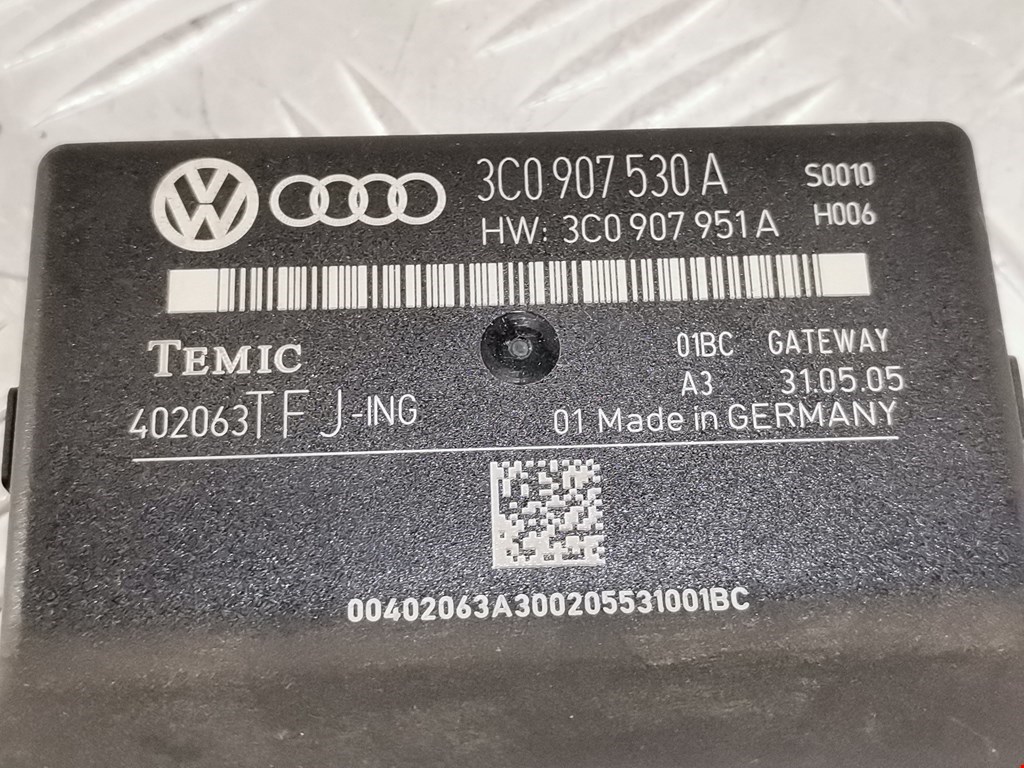 3C0 907 530 A S0010
HW: 3C0 907 951 A H006
TEMIC 01BC GATEWAY
A3 31.05.05
402063TFJ-ING 01 Made in GERMANY
00402063A300205531001BC